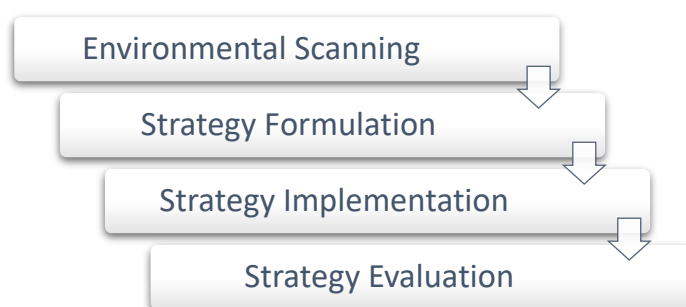 Environmental Scanning
Strategy Formulation
Strategy Implementation
Strategy Evaluation